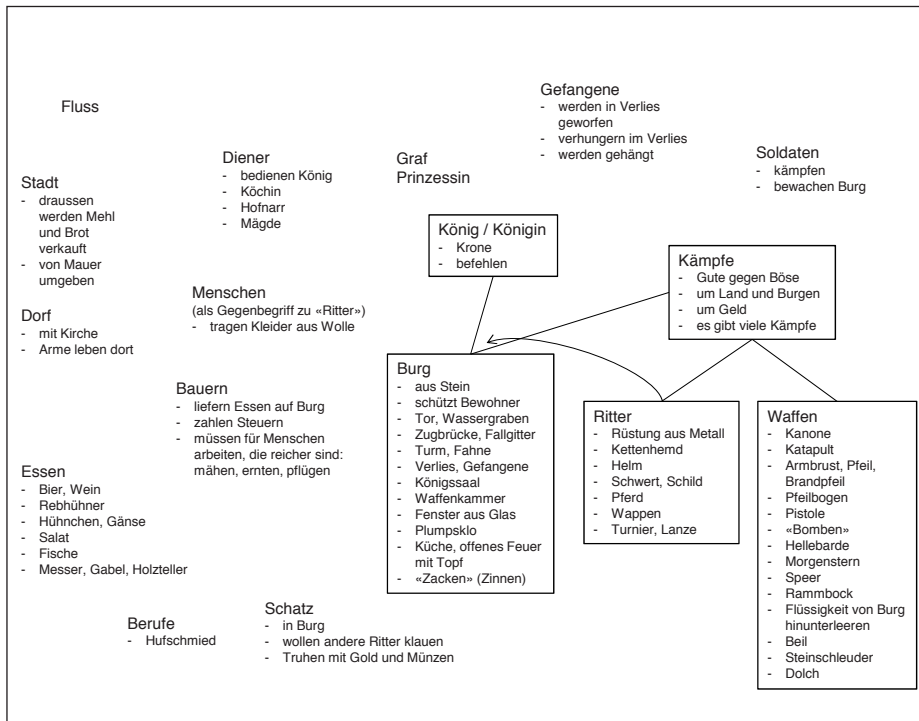 Fluss
Gefangene
- werden in Verlies
geworfen
- verhungern im Verlies
- werden gehängt
Diener
- bedienen König
- Köchin
- Hofnarr
- Mägde
Graf
Prinzessin
Soldaten
- kämpfen
- bewachen Burg
Stadt
- draussen
werden Mehl
und Brot
verkauft
- von Mauer
umgeben
König / Königin
- Krone
- befehlen
Kämpfe
- Gute gegen Böse
- um Land und Burgen
- um Geld
- es gibt viele Kämpfe
Menschen
(als Gegenbegriff zu «Ritter»)
- tragen Kleider aus Wolle
Dorf
- mit Kirche
- Arme leben dort
Bauern
- liefern Essen auf Burg
- zahlen Steuern
- müssen für Menschen
arbeiten, die reicher sind:
mähen, ernten, pflügen
Burg
- aus Stein
- schützt Bewohner
- Tor, Wassergraben
- Zugbrücke, Fallgitter
- Turm, Fahne
- Verlies, Gefangene
- Königssaal
- Waffenkammer
- Fenster aus Glas
- Plumpsklo
- Küche, offenes Feuer
mit Topf
- «Zacken» (Zinnen)
Ritter
- Rüstung aus Metall
- Kettenhemd
- Helm
- Schwert, Schild
- Pferd
- Wappen
- Turnier, Lanze
Waffen
- Kanone
- Katapult
- Armbrust, Pfeil,
Brandpfeil
- Pfeilbogen
- Pistole
- «Bomben»
- Hellebarde
- Morgenstern
- Speer
- Rammbock
- Flüssigkeit von Burg
hinunterleeren
- Beil
- Steinschleuder
- Dolch
Essen
- Bier, Wein
- Rebhühner
- Hühnchen, Gänse
- Salat
- Fische
- Messer, Gabel, Holzteller
Berufe
- Hufschmied
Schatz
- in Burg
- wollen andere Ritter klauen
- Truhen mit Gold und Münzen